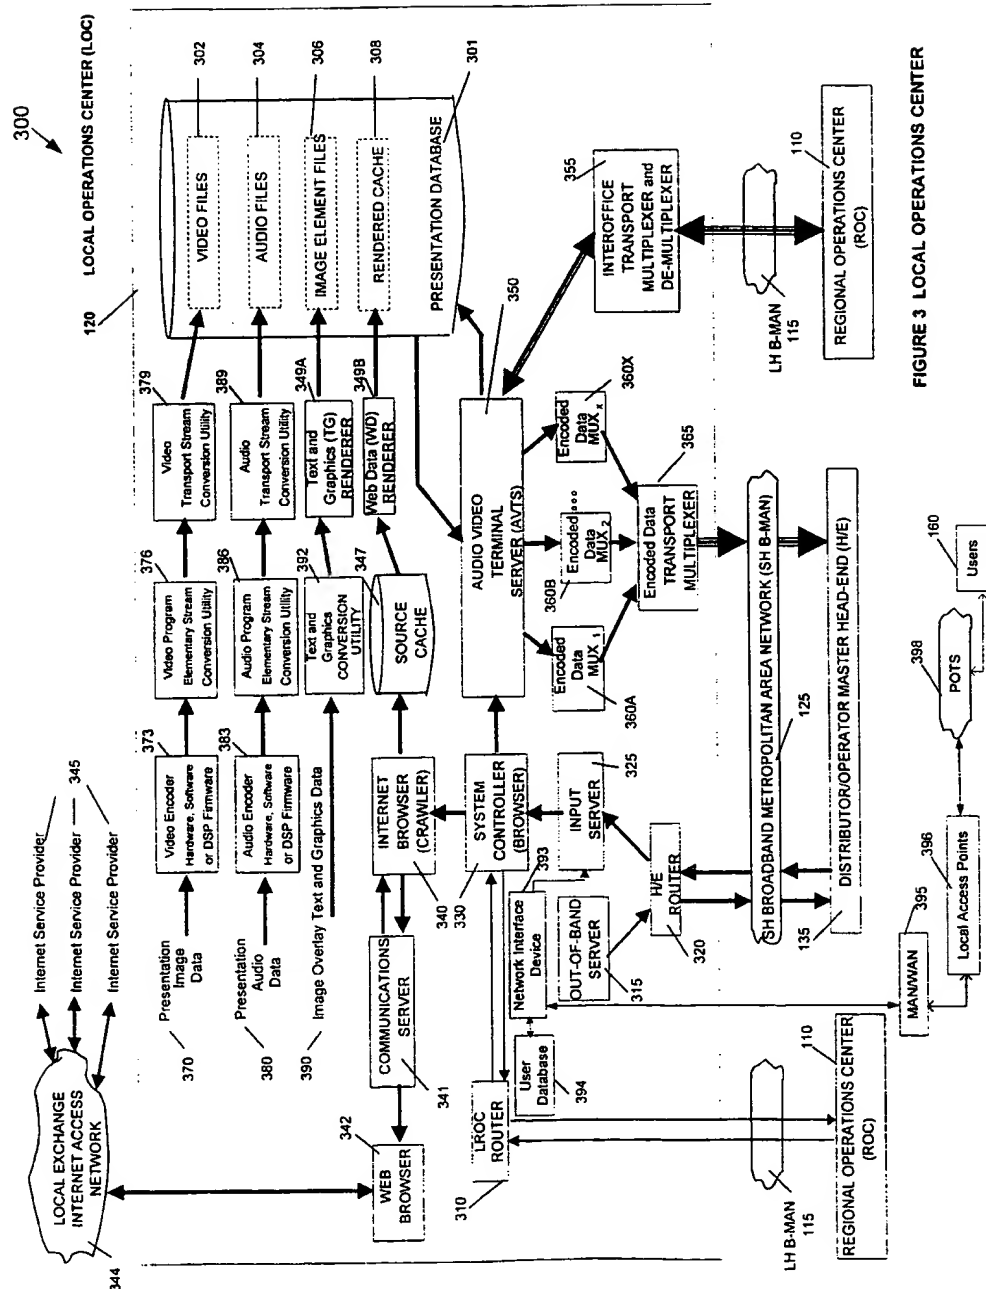 300
LOCAL OPERATIONS CENTER (LOC)
120
LOCAL EXCHANGE
INTERNET ACCESS
NETWORK
344
Internet Service Provider
Internet Service Provider
Internet Service Provider
345
Presentation
Image
Data
370
Video Encoder
Hardware, Software
or DSP Firmware
373
Video Program
Elementary Stream
Conversion Utility
376
Video
Transport Stream
Conversion Utility
379
VIDEO FILES
302
Presentation
Audio Data
380
Audio Encoder
Hardware, Software
or DSP Firmware
383
Audio Program
Elementary Stream
Conversion Utility
386
Audio
Transport Stream
Conversion Utility
389
AUDIO FILES
304
Image Overlay Text and Graphics Data
390
Text and
Graphics
CONVERSION
UTILITY
392
Text and
Graphics (TG)
RENDERER
349A
IMAGE ELEMENT FILES
306
WEB
BROWSER
342
COMMUNICATIONS
SERVER
341
INTERNET
BROWSER
(CRAWLER)
340
SOURCE
CACHE
347
Web Data (WD)
RENDERER
349B
RENDERED CACHE
308
PRESENTATION DATABASE
301
LROC
ROUTER
310
SYSTEM
CONTROLLER
(BROWSER)
330
AUDIO VIDEO
TERMINAL
SERVER (AVTS)
350
User
Database
394
Network Interface
Device
393
INPUT
SERVER
325
OUT-OF-BAND
SERVER
315
H/E
ROUTER
320
Encoded
Data
MUX 1
360A
Encoded...
Data
MUX 2
360B
Encoded
Data
MUX x
360X
Encoded Data
TRANSPORT
MULTIPLEXER
365
INTEROFFICE
TRANSPORT
MULTIPLEXER and
DE-MULTIPLEXER
355
LH B-MAN
115
SH BROADBAND METROPOLITAN AREA NETWORK (SH B-MAN)
125
LH B-MAN
115
REGIONAL OPERATIONS CENTER
(ROC)
110
DISTRIBUTOR/OPERATOR MASTER HEAD-END (H/E)
135
REGIONAL OPERATIONS CENTER
(ROC)
110
MAN/WAN
395
Local Access Points
396
POTS
398
Users
160
FIGURE 3 LOCAL OPERATIONS CENTER